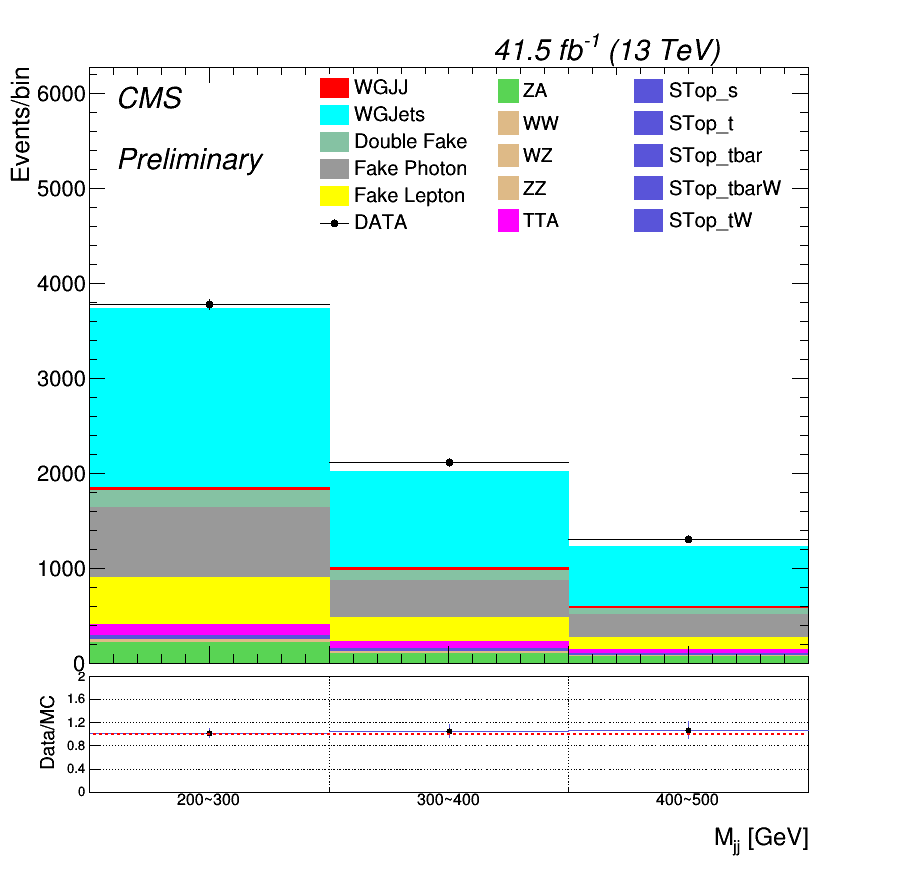 41.5 fb-1 (13 TeV)
Events/bin
CMS
Preliminary
WGJJ
WGJets
Double Fake
Fake Photon
Fake Lepton
DATA
ZA
WW
WZ
ZZ
TTA
STop_s
STop_t
STop_tbar
STop_tbarW
STop_tW
6000
5000
4000
3000
2000
1000
0
Data/MC
2
1.6
1.2
0.8
0.4
0
200~300
300~400
400~500
Mjj [GeV]